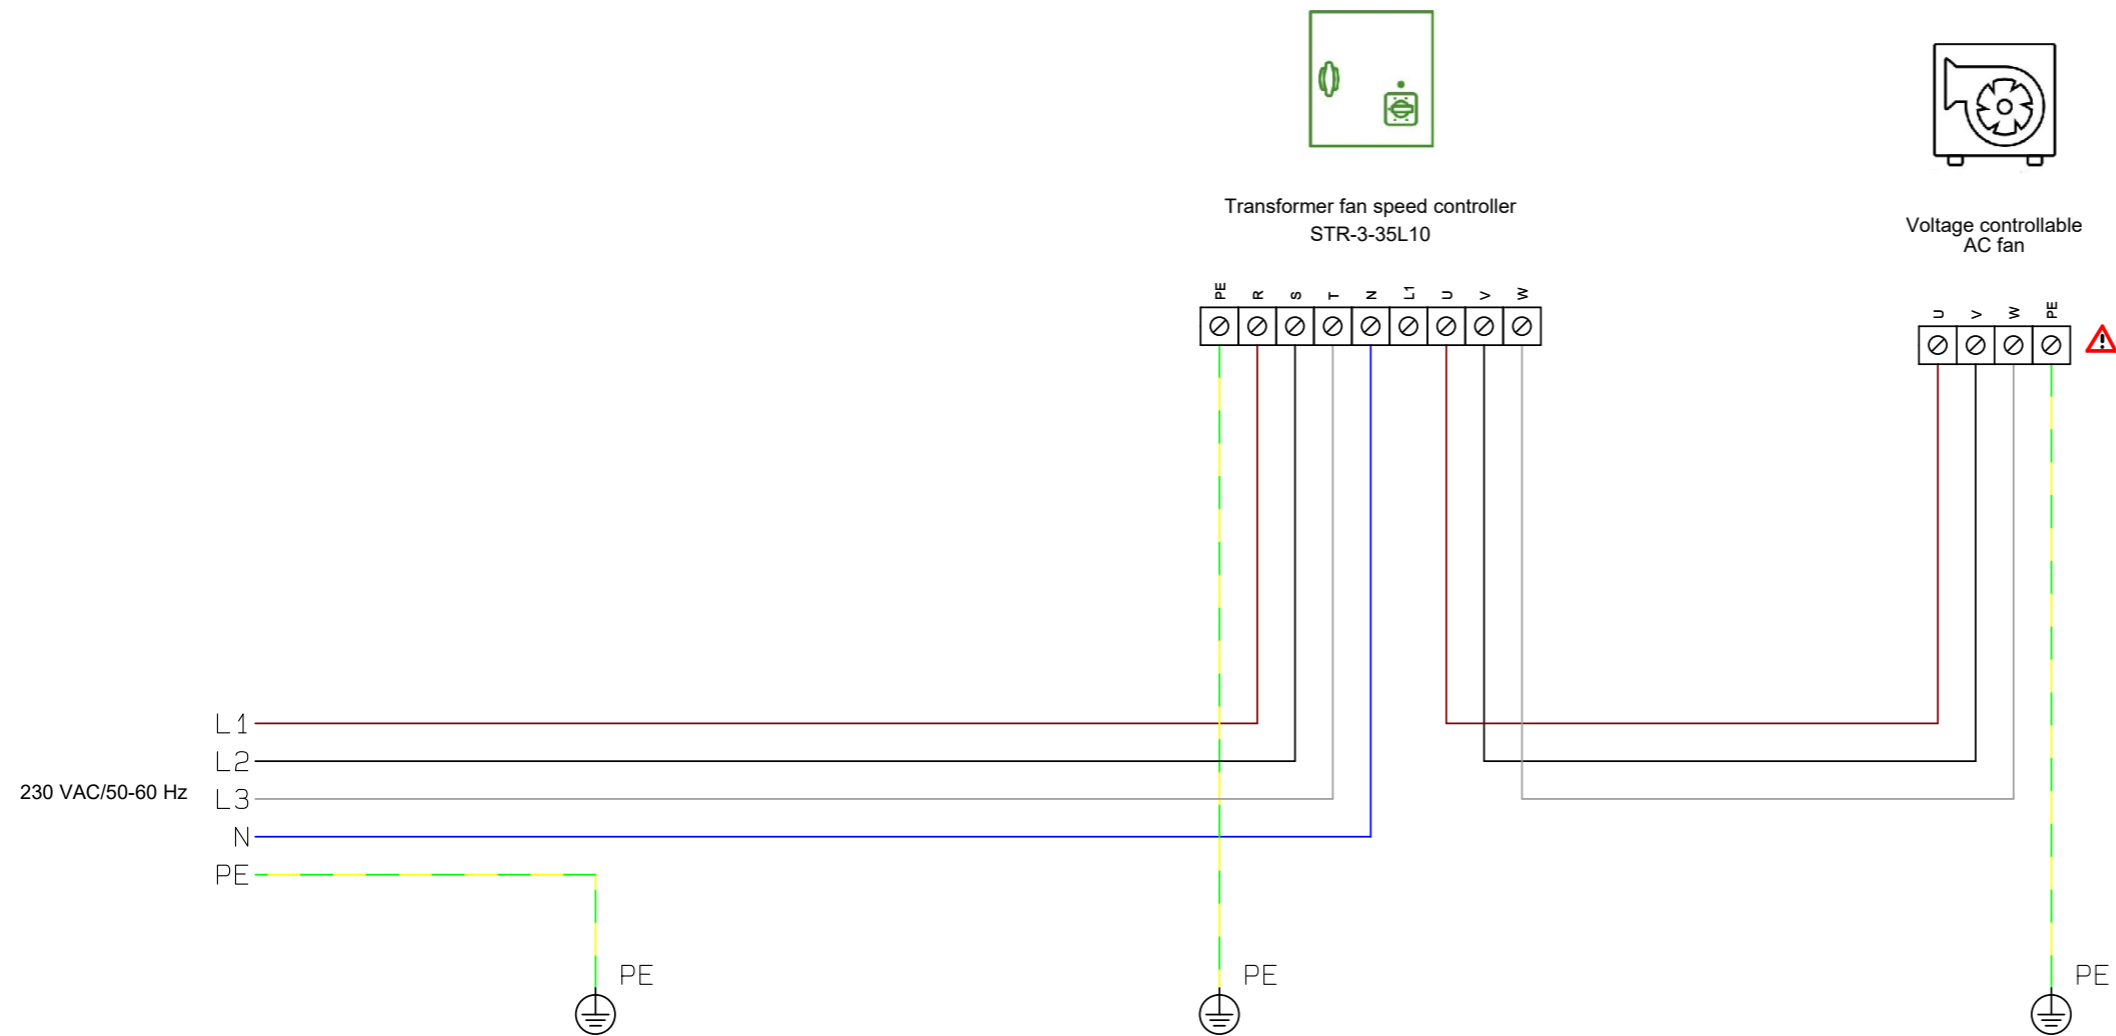 Transformer fan speed controller
STR-3-35L10
Voltage controllable
AC fan
PE R S T N L1 U V W
U V W PE
L1
L2
230 VAC/50-60 Hz
L3
N
PE
PE
PE
PE